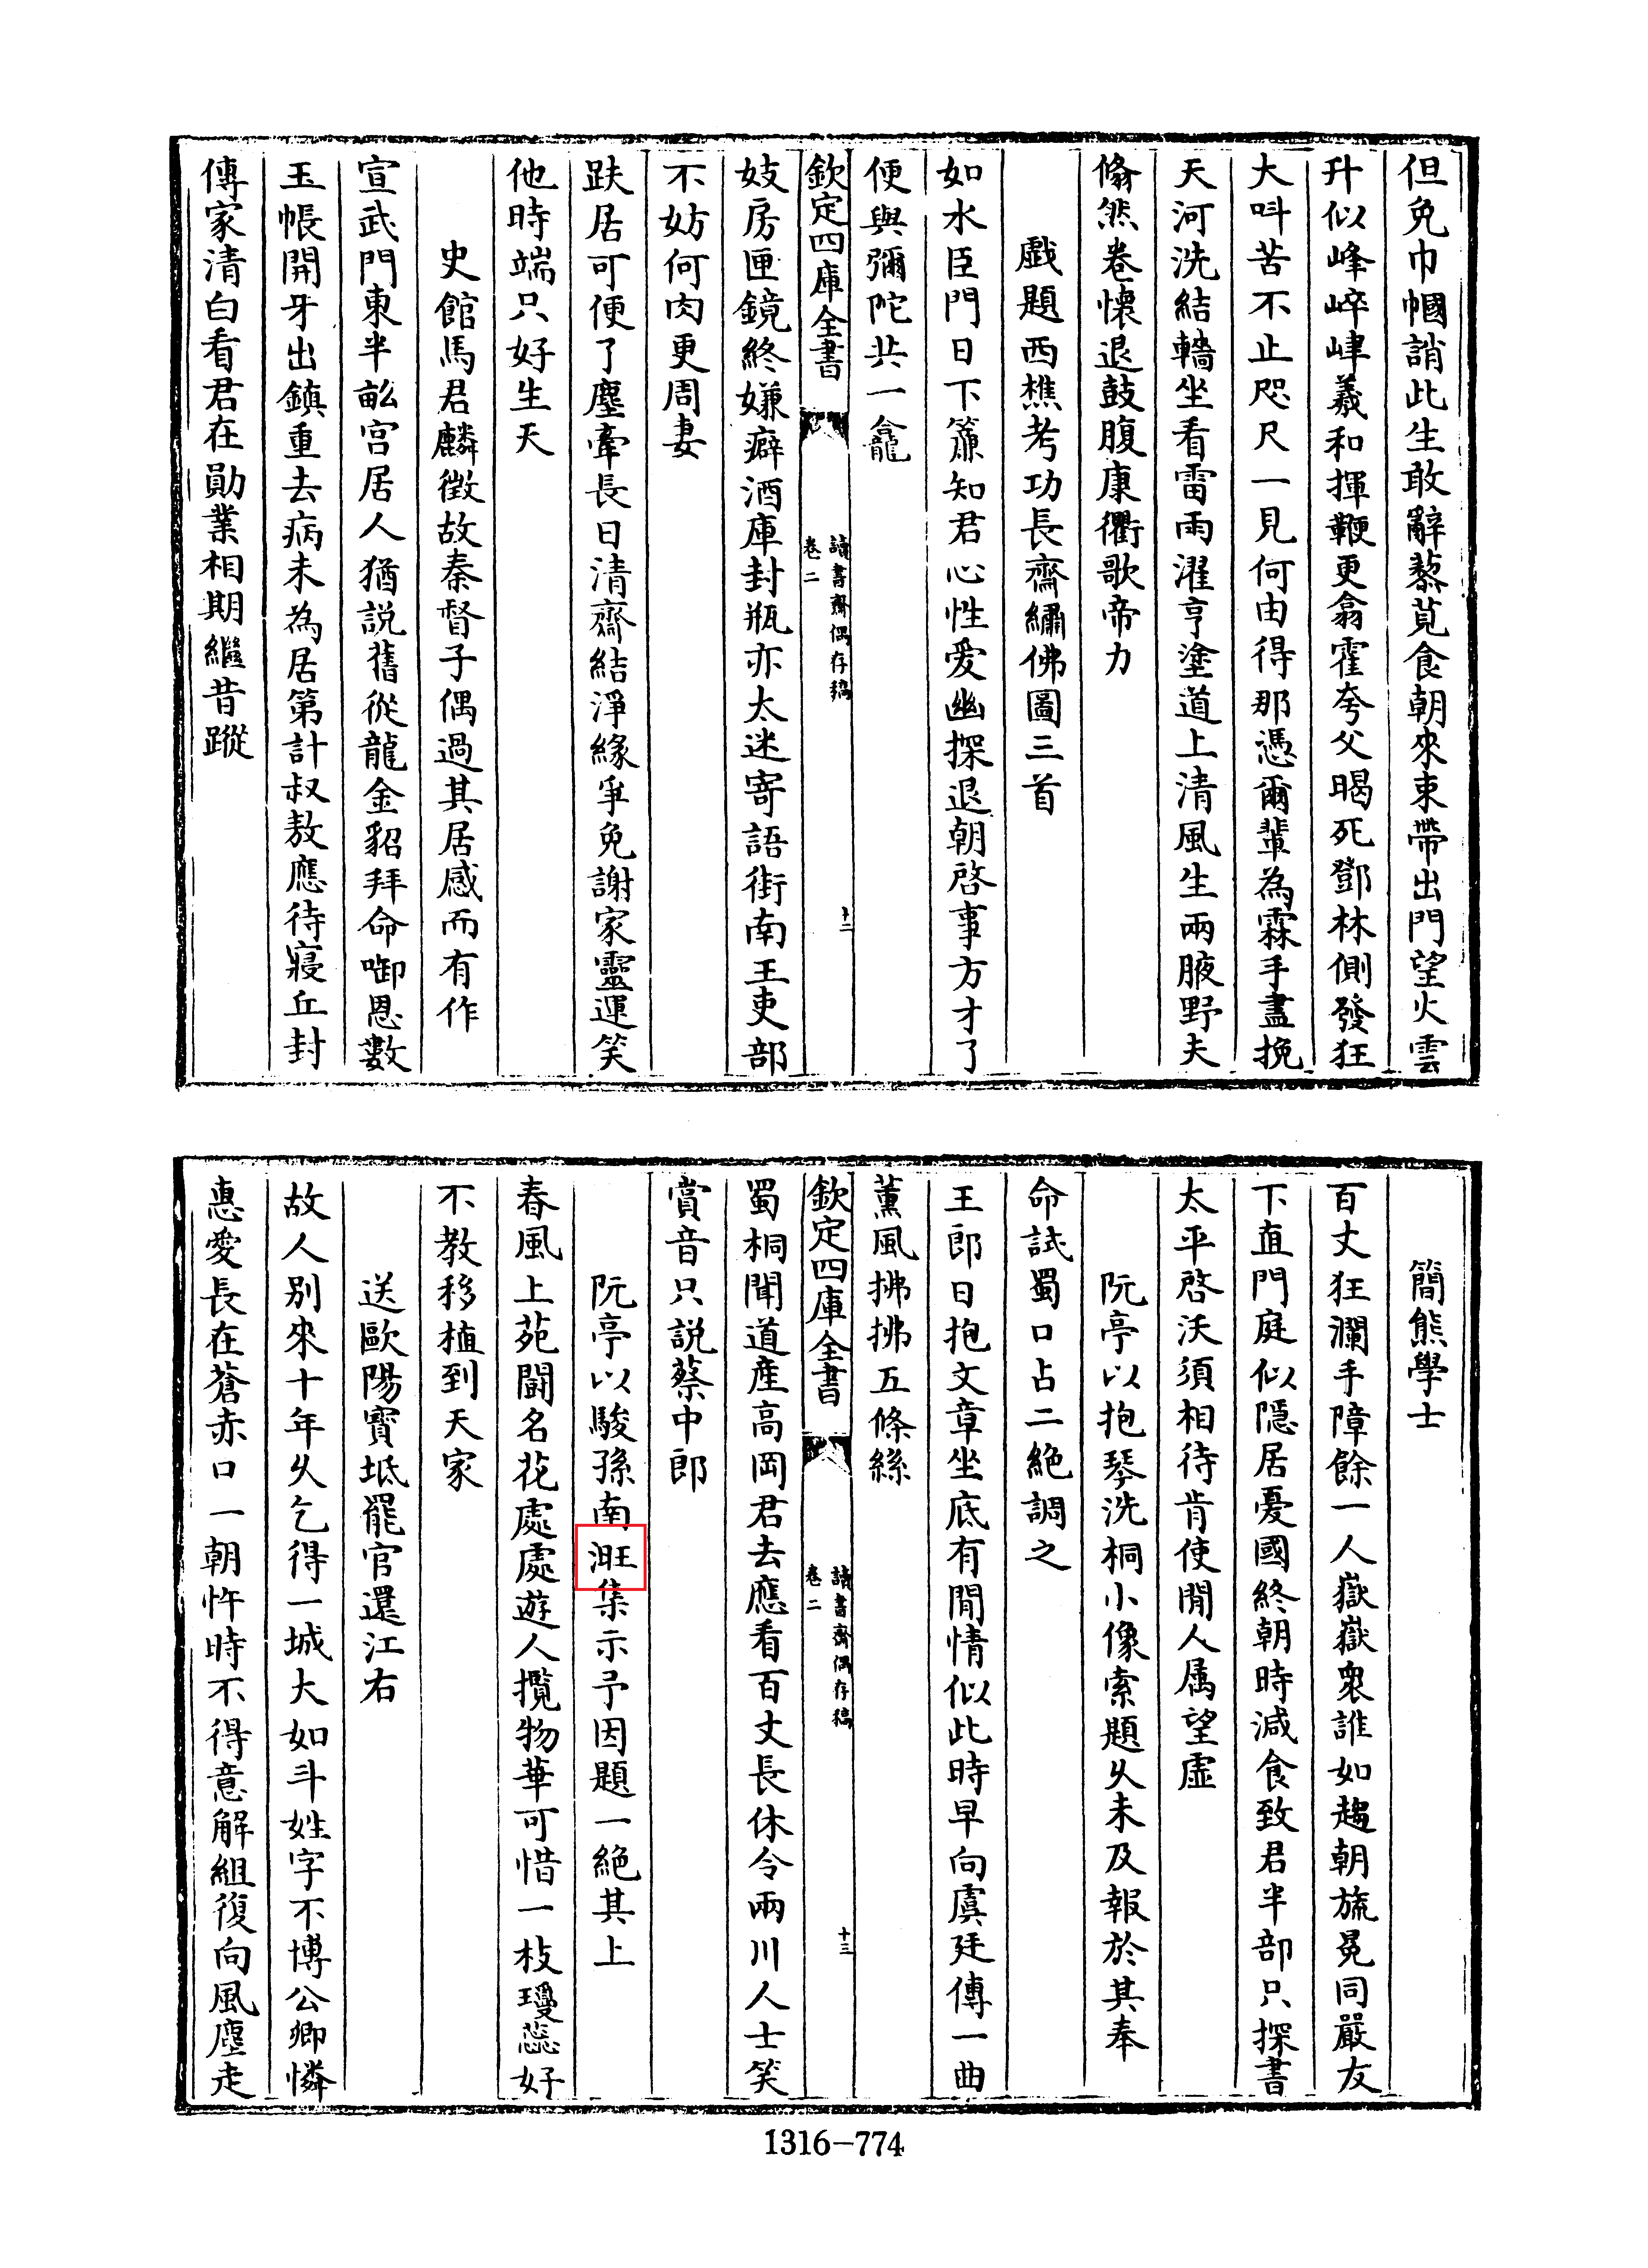 但免巾幗誚此生敢辭藜莧食朝來束帶出門望火雲
升似峰崪嵂羲和揮鞭更翕霍夸父暍死鄧林側發狂
大呌苦不止咫尺一見何由得那憑爾輩為霖手盡挽
天河洗結轖坐看雷雨濯亨塗道上清風生兩腋野夫
翛然卷懷退鼓腹康衢歌帝力
戲題西樵考功長齋繡佛圖三首
如水臣門日下簾知君心性愛幽探退朝啓事方才了
便與彌陀共一龕
欽定四庫全書
讀書齋偶存稿
卷二
十二
妓房匣鏡終嫌癖酒庫封瓶亦太迷寄語街南王吏部
不妨何肉更周妻
趺居可便了塵牽長日清齋結淨緣爭免謝家靈運笑
他時端只好生天
史館馬君麟徵故秦督子偶過其居感而有作
宣武門東半畝宮居人猶説舊從龍金貂拜命啣恩數
玉帳開牙出鎮重去病未為居第計叔敖應待寢丘封
傳家清白看君在勛業相期繼昔蹤
簡熊學士
百丈狂瀾手障餘一人嶽嶽衆誰如趨朝旒冕同嚴友
下直門庭似隱居憂國終朝時減食致君半部只探書
太平啓沃須相待肯使閒人属望虛
阮亭以抱琴洗桐小像索題乆未及報於其奉
命試蜀口占二絶調之
王郎日抱文章坐底有閒情似此時早向虞廷傳一曲
薰風拂拂五條絲
欽定四庫全書
讀書齋偶存稿
卷二
十三
蜀桐聞道産高岡君去應看百丈長休令兩川人士笑
賞音只説蔡中郎
阮亭以駿孫南㴏集示予因題一絶其上
春風上苑鬪名花處處遊人攬物華可惜一枝瓊蕊好
不教移植到天家
送歐陽寳坻罷官還江右
故人别來十年乆乞得一城大如斗姓字不博公卿憐
惠愛長在蒼赤口一朝忤時不得意解組復向風塵走
1316-774